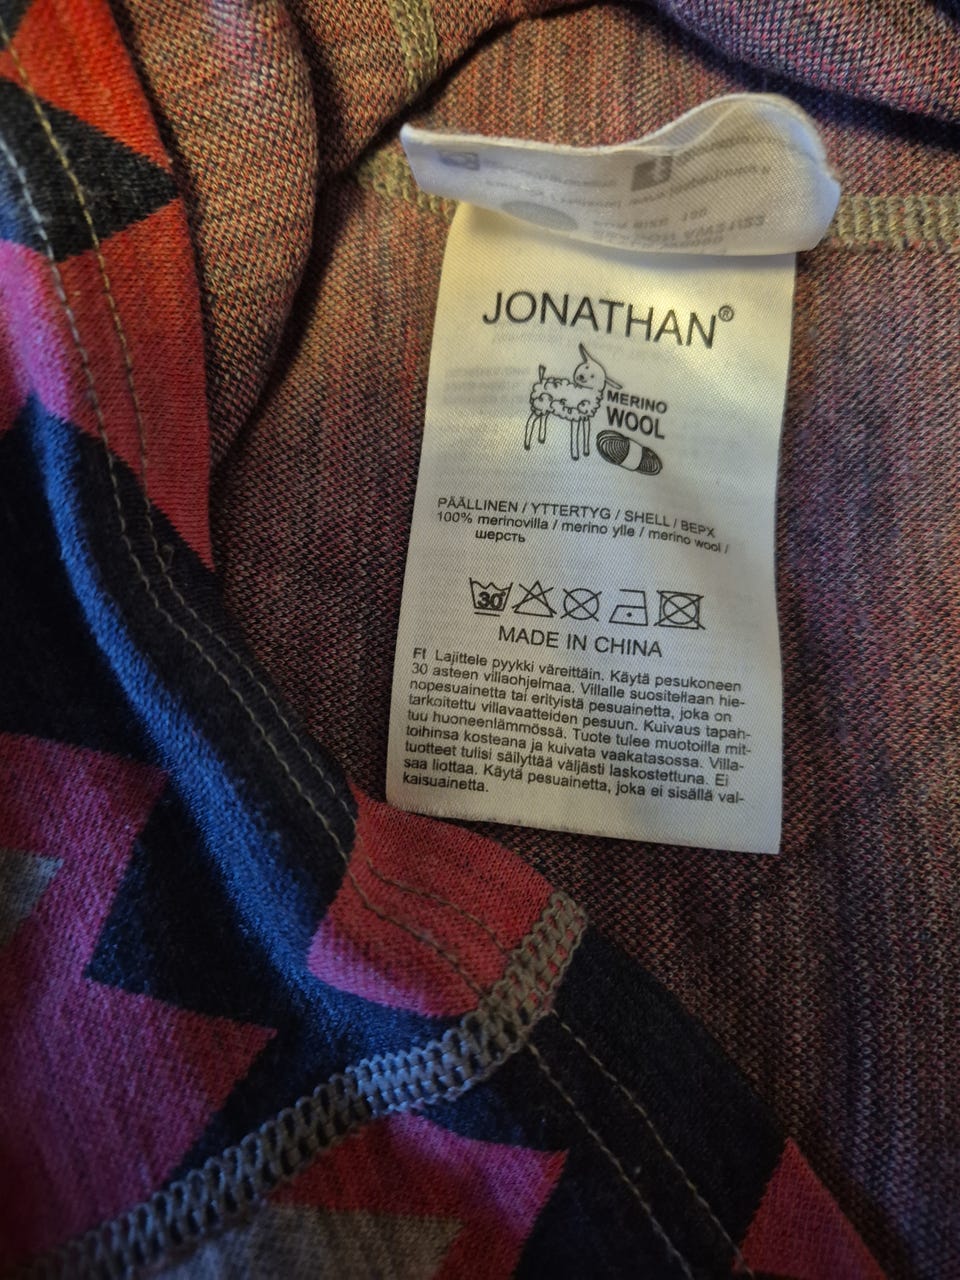 JONATHAN®
MERINO
WOOL
PÄÄLLINEN / YTTERTYG / SHELL / ВЕРХ
100% merinovilla / merino ylle / merino wool /
шерсть
30
MADE IN CHINA
FI Lajittele pyykki väreittäin. Käytä pesukoneen
30 asteen villaohjelmaa. Villalle suositellaan hie-
nopesuainetta tai erityistä pesuainetta, joka on
tarkoitettu villavaatteiden pesuun. Kuivaus tapah-
tuu huoneenlämmössä. Tuote tulee muotoilla mit-
toihinsa kosteana ja kuivata vaakatasossa. Villa-
tuotteet tulisi säilyttää väljästi laskostettuna. Ei
saa liottaa. Käytä pesuainetta, joka ei sisällä val-
kaisuainetta.